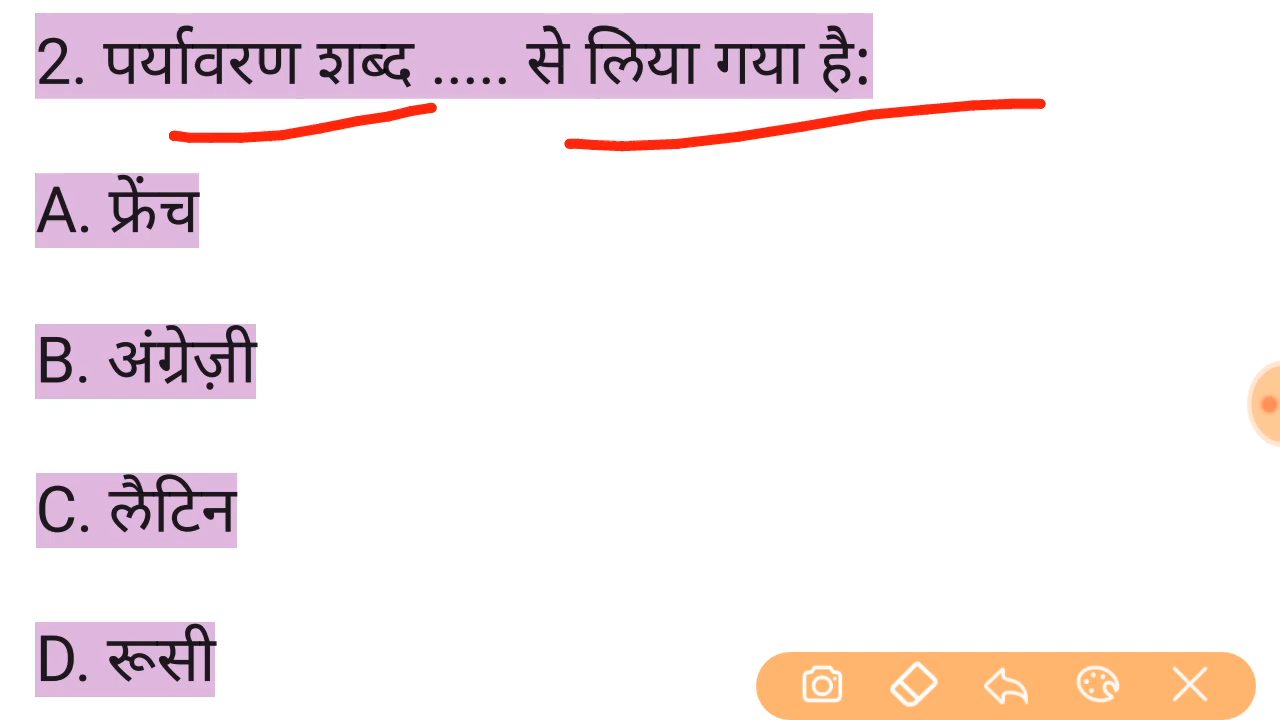 2. पर्यावरण शब्द ..... से लिया गया है:
A. फ्रेंच
B. अंग्रेज़ी
C. लैटिन
D. रूसी